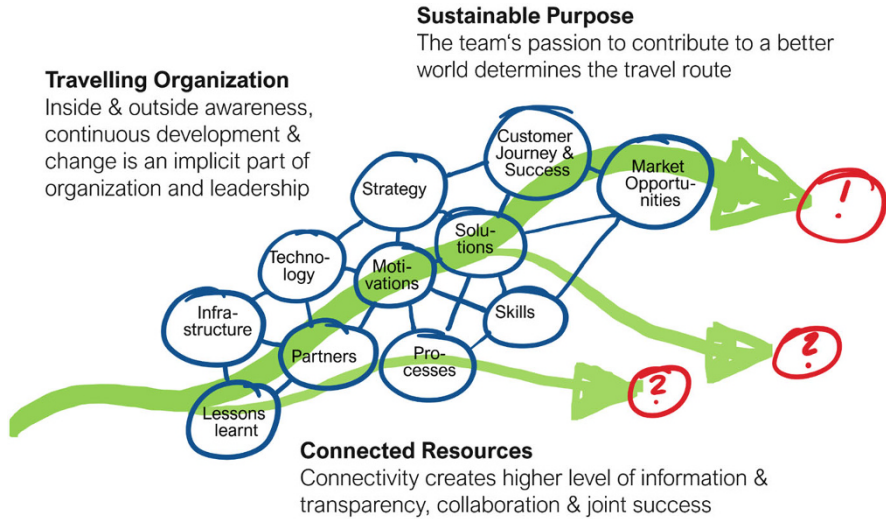 Sustainable Purpose
The team's passion to contribute to a better
world determines the travel route
Travelling Organization
Inside & outside awareness,
continuous development &
change is an implicit part of
organization and leadership
Customer
Journey &
Success
Market
Opportu-
nities
Strategy
Solu-
tions
Techno-
logy
Moti-
vations
Infra-
structure
Skills
Partners
Pro-
cesses
Lessons
learnt
!
?
?
Connected Resources
Connectivity creates higher level of information &
transparency, collaboration & joint success